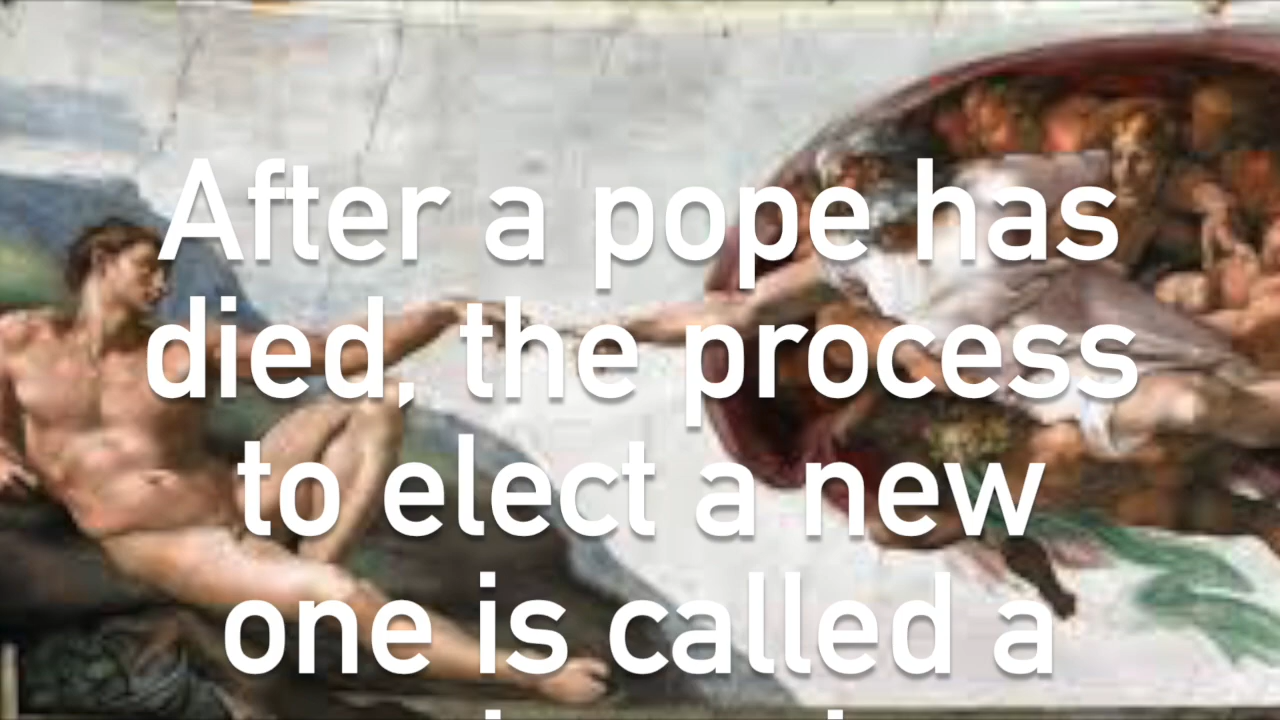 After a pope has
died, the process
to elect a new
one is called a